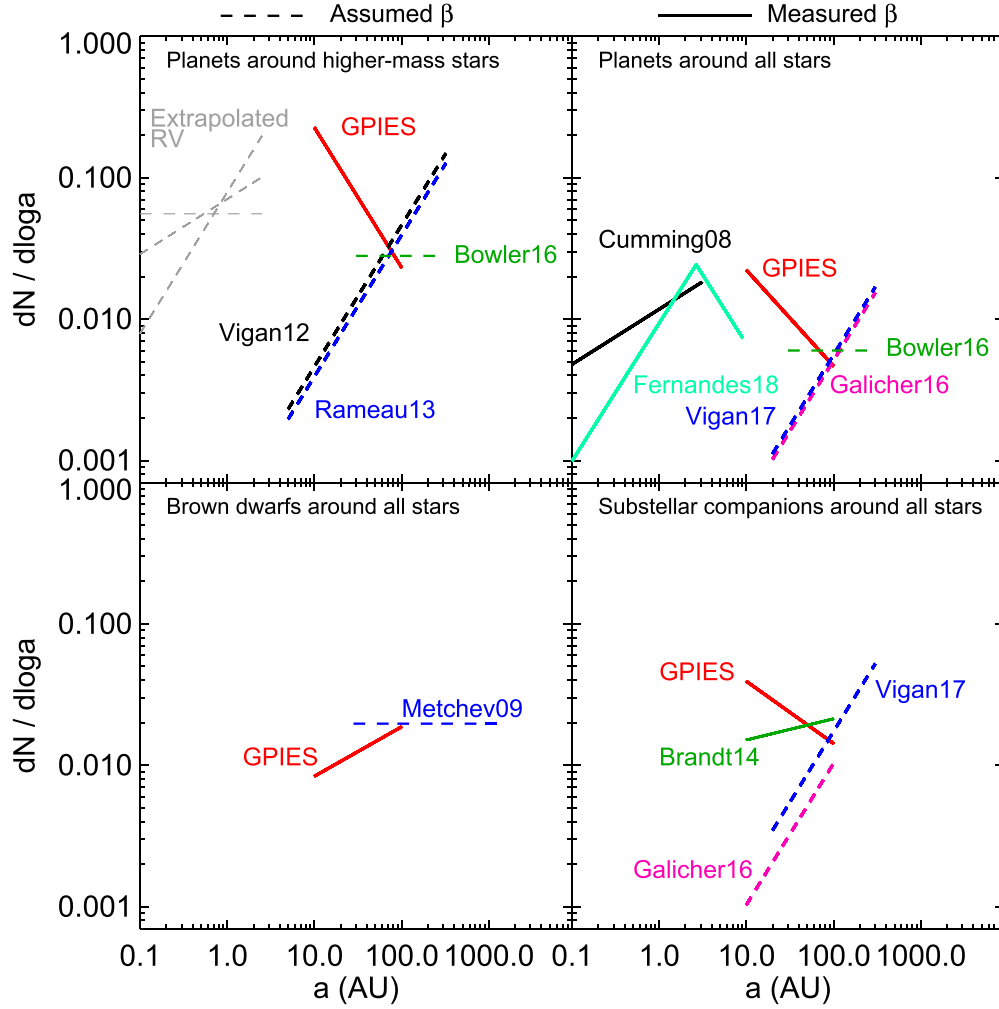 Assumed β
Measured β
Planets around higher-mass stars
Planets around all stars
1.000
0.100
0.010
0.001
dN / dloga
Extrapolated
RV
GPIES
Bowler16
Vigan12
Rameau13
Cumming08
GPIES
Bowler16
Fernandes18
Galicher16
Vigan17
Brown dwarfs around all stars
Substellar companions around all stars
1.000
0.100
0.010
0.001
dN / dloga
Metchev09
GPIES
GPIES
Vigan17
Brandt14
Galicher16
0.1 1.0 10.0 100.0 1000.0
0.1 1.0 10.0 100.0 1000.0
a (AU)
a (AU)